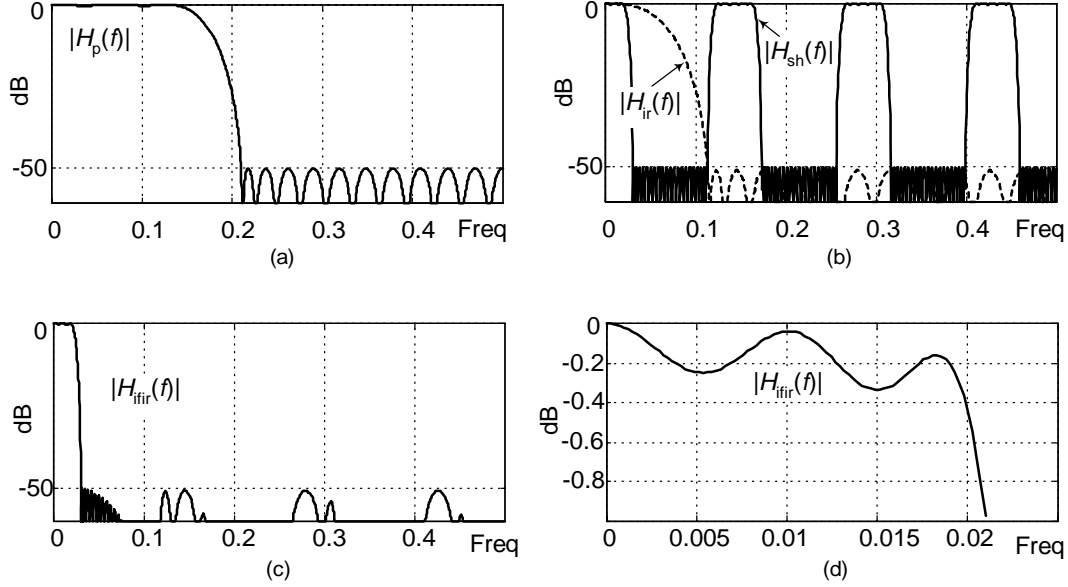 0
|Hp(f)|
dB
-50
0 0.1 0.2 0.3 0.4 Freq
(a)
0
|Hsh(f)|
|Hir(f)|
dB
-50
0 0.1 0.2 0.3 0.4 Freq
(b)
0
|Hifir(f)|
dB
-50
0 0.1 0.2 0.3 0.4 Freq
(c)
0
-0.2
|Hifir(f)|
-0.4
dB
-0.6
-0.8
0 0.005 0.01 0.015 0.02 Freq
(d)